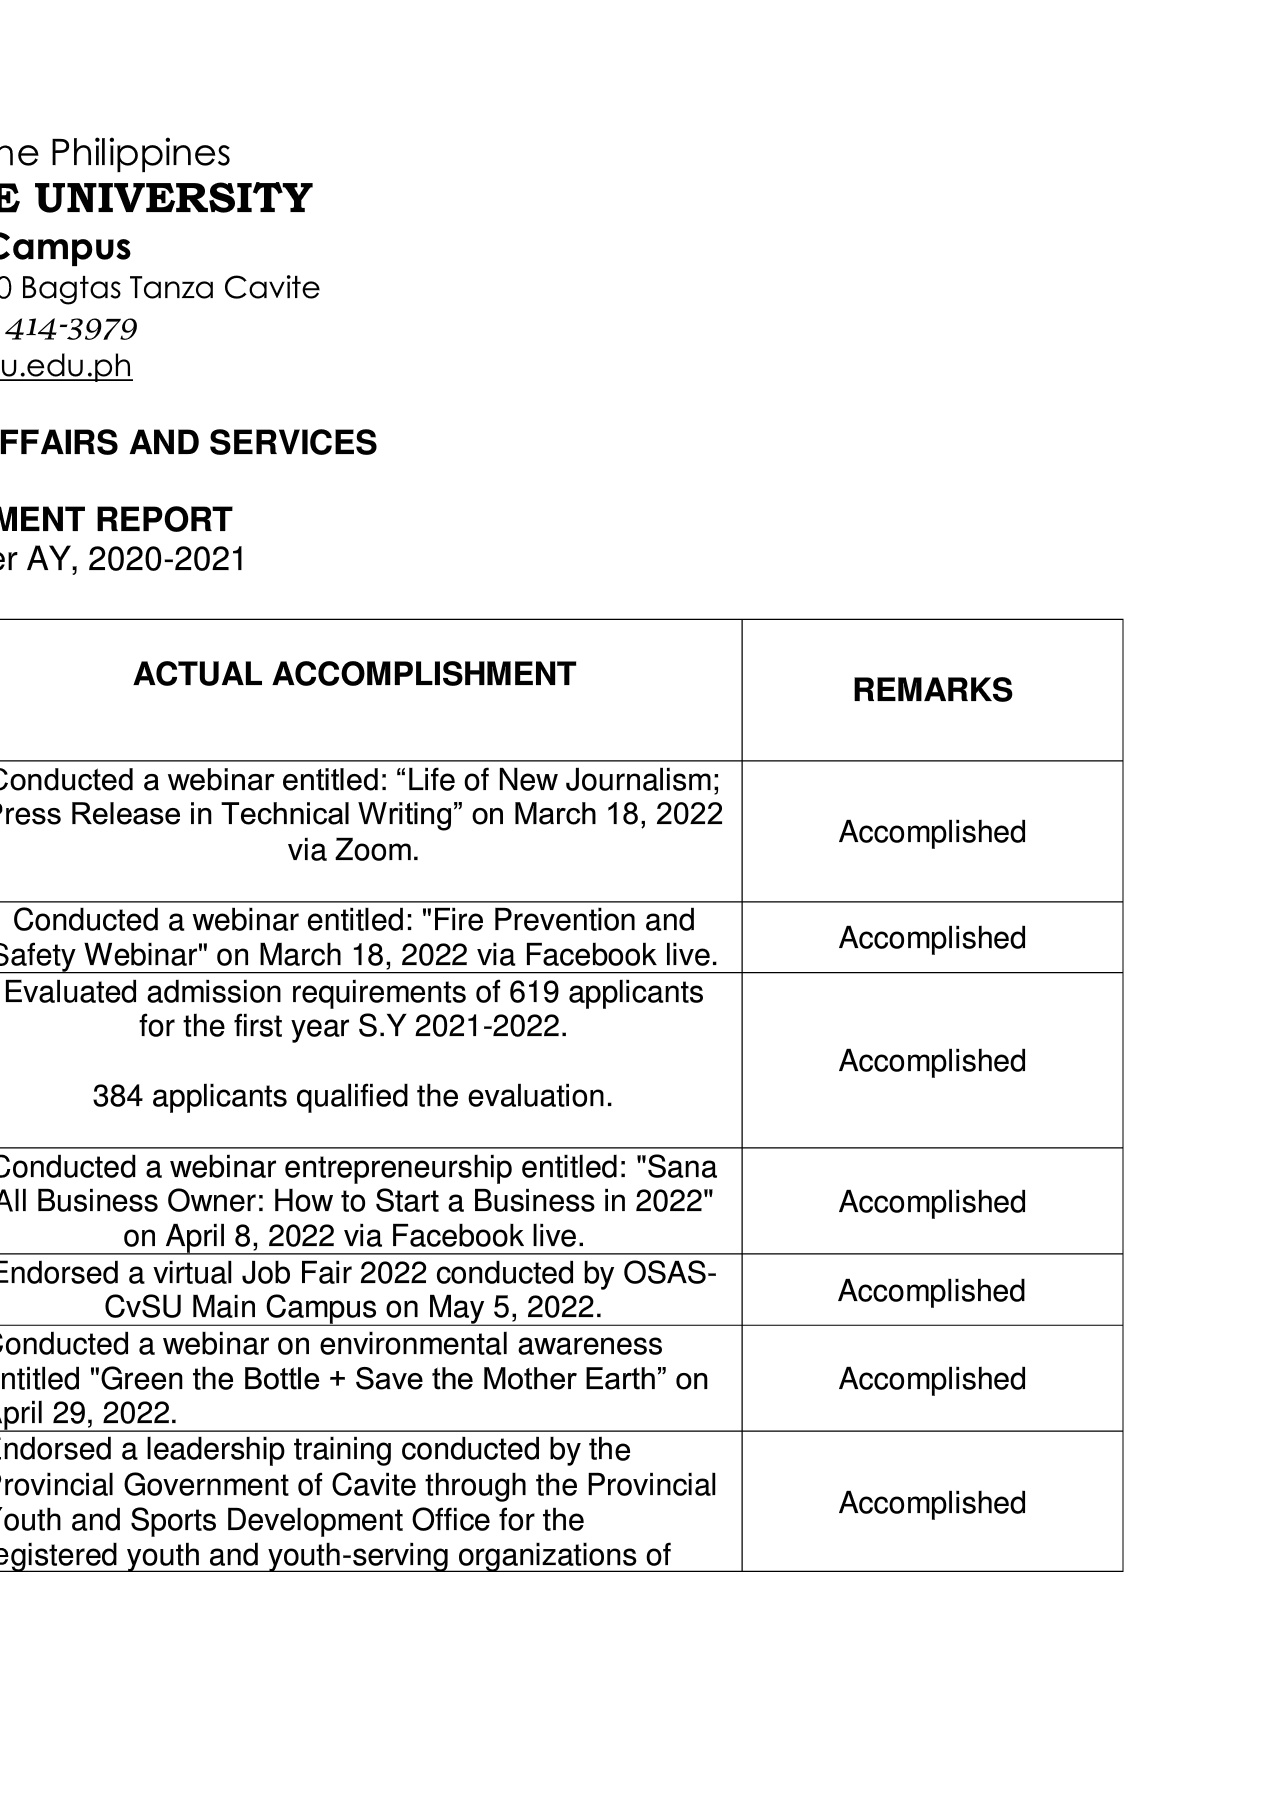 ne Philippines
E UNIVERSITY
Campus
0 Bagtas Tanza Cavite
414-3979
u.edu.ph
FFAIRS AND SERVICES
MENT REPORT
er AY, 2020-2021
ACTUAL ACCOMPLISHMENT
REMARKS
Conducted a webinar entitled: “Life of New Journalism;
Press Release in Technical Writing” on March 18, 2022
via Zoom.
Accomplished
Conducted a webinar entitled: "Fire Prevention and
Safety Webinar" on March 18, 2022 via Facebook live.
Accomplished
Evaluated admission requirements of 619 applicants
for the first year S.Y 2021-2022.
384 applicants qualified the evaluation.
Accomplished
Conducted a webinar entrepreneurship entitled: "Sana
All Business Owner: How to Start a Business in 2022"
on April 8, 2022 via Facebook live.
Accomplished
Endorsed a virtual Job Fair 2022 conducted by OSAS-
CvSU Main Campus on May 5, 2022.
Accomplished
Conducted a webinar on environmental awareness
ntitled "Green the Bottle + Save the Mother Earth” on
April 29, 2022.
Accomplished
Endorsed a leadership training conducted by the
Provincial Government of Cavite through the Provincial
Youth and Sports Development Office for the
egistered youth and youth-serving organizations of
Accomplished